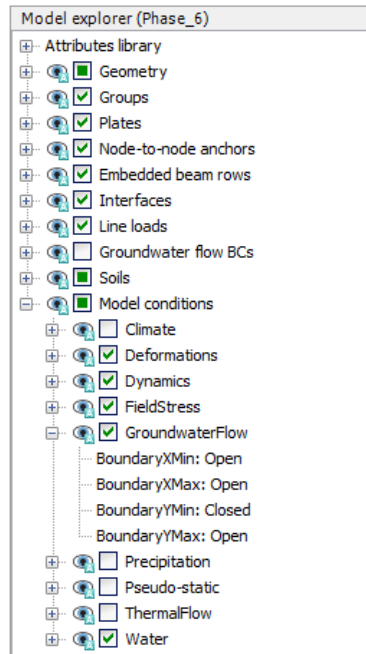 Model explorer (Phase_6)
Attributes library
Geometry
Groups
Plates
Node-to-node anchors
Embedded beam rows
Interfaces
Line loads
Groundwater flow BCs
Soils
Model conditions
Climate
Deformations
Dynamics
FieldStress
GroundwaterFlow
BoundaryXMin: Open
BoundaryXMax: Open
BoundaryYMin: Closed
BoundaryYMax: Open
Precipitation
Pseudo-static
ThermalFlow
Water